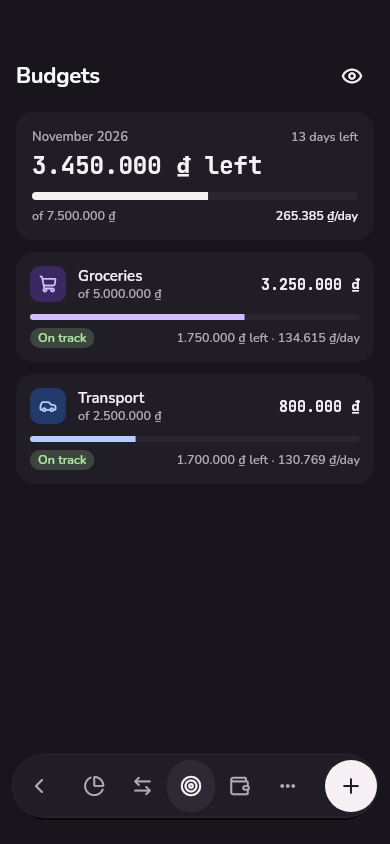 Budgets
November 2026
13 days left
3.450.000 ₫ left
of 7.500.000 ₫
265.385 ₫/day
Groceries
of 5.000.000 ₫
3.250.000 ₫
On track
1.750.000 ₫ left · 134.615 ₫/day
Transport
of 2.500.000 ₫
800.000 ₫
On track
1.700.000 ₫ left · 130.769 ₫/day